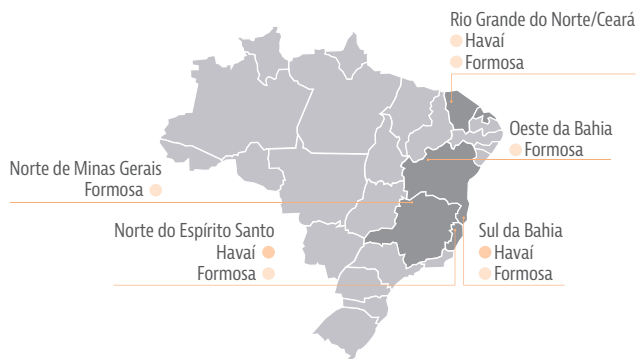 Rio Grande do Norte/Ceará
Havaí
Formosa
Oeste da Bahia
Formosa
Norte de Minas Gerais
Formosa
Norte do Espírito Santo
Havaí
Formosa
Sul da Bahia
Havaí
Formosa